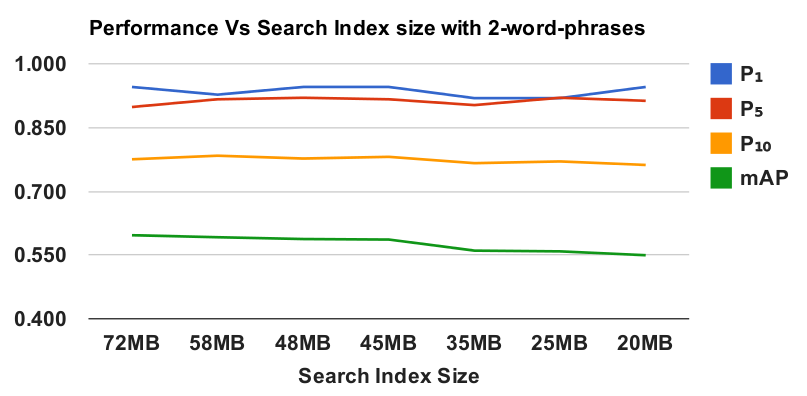 Performance Vs Search Index size with 2-word-phrases
1.000
0.850
0.700
0.550
0.400
72MB 58MB 48MB 45MB 35MB 25MB 20MB
Search Index Size
P₁
P₅
P₁₀
mAP